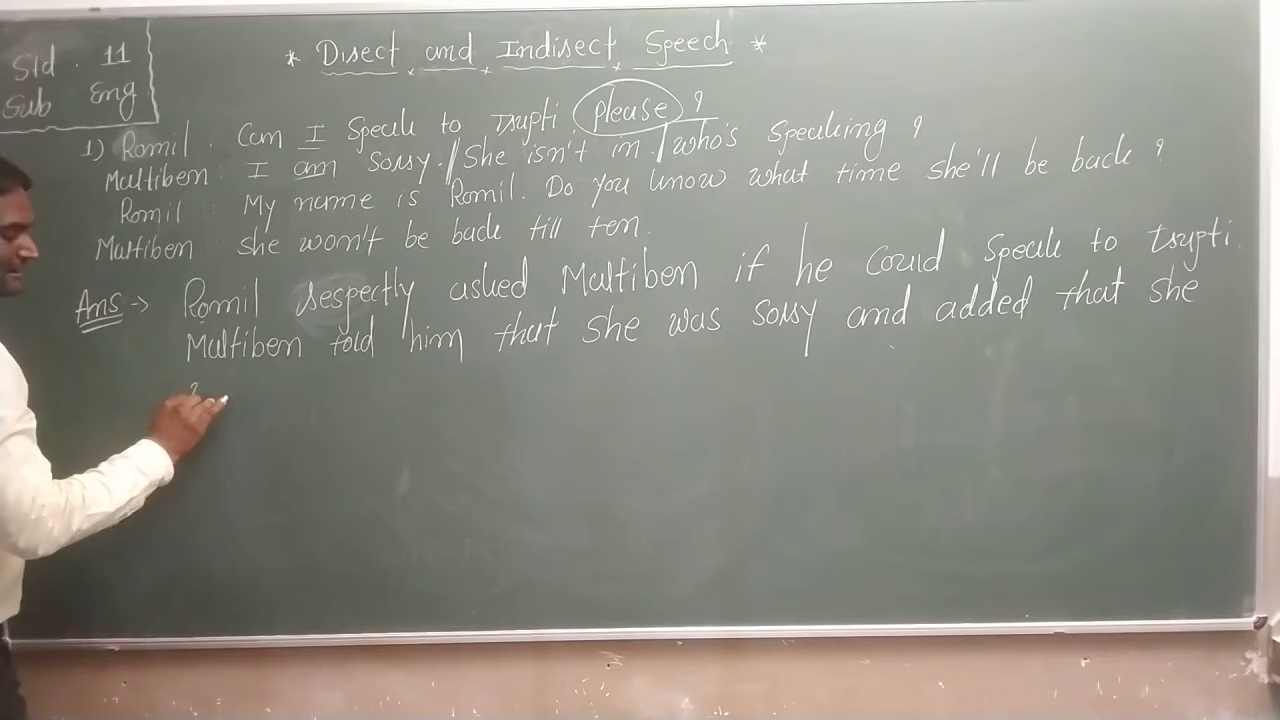 Std. 11
Sub Eng
* Direct and Indirect Speech *
1) Romil. Can I Speak to Trupti please?
Maltiben: I am sorry. // She isn't in. / who's Speaking?
Romil: My name is Romil. Do you know what time she'll be back?
Maltiben: She won't be back till ten.
Ans → Romil respectly asked Maltiben if he Could Speak to Trupti.
Maltiben told him that She was sorry and added that she